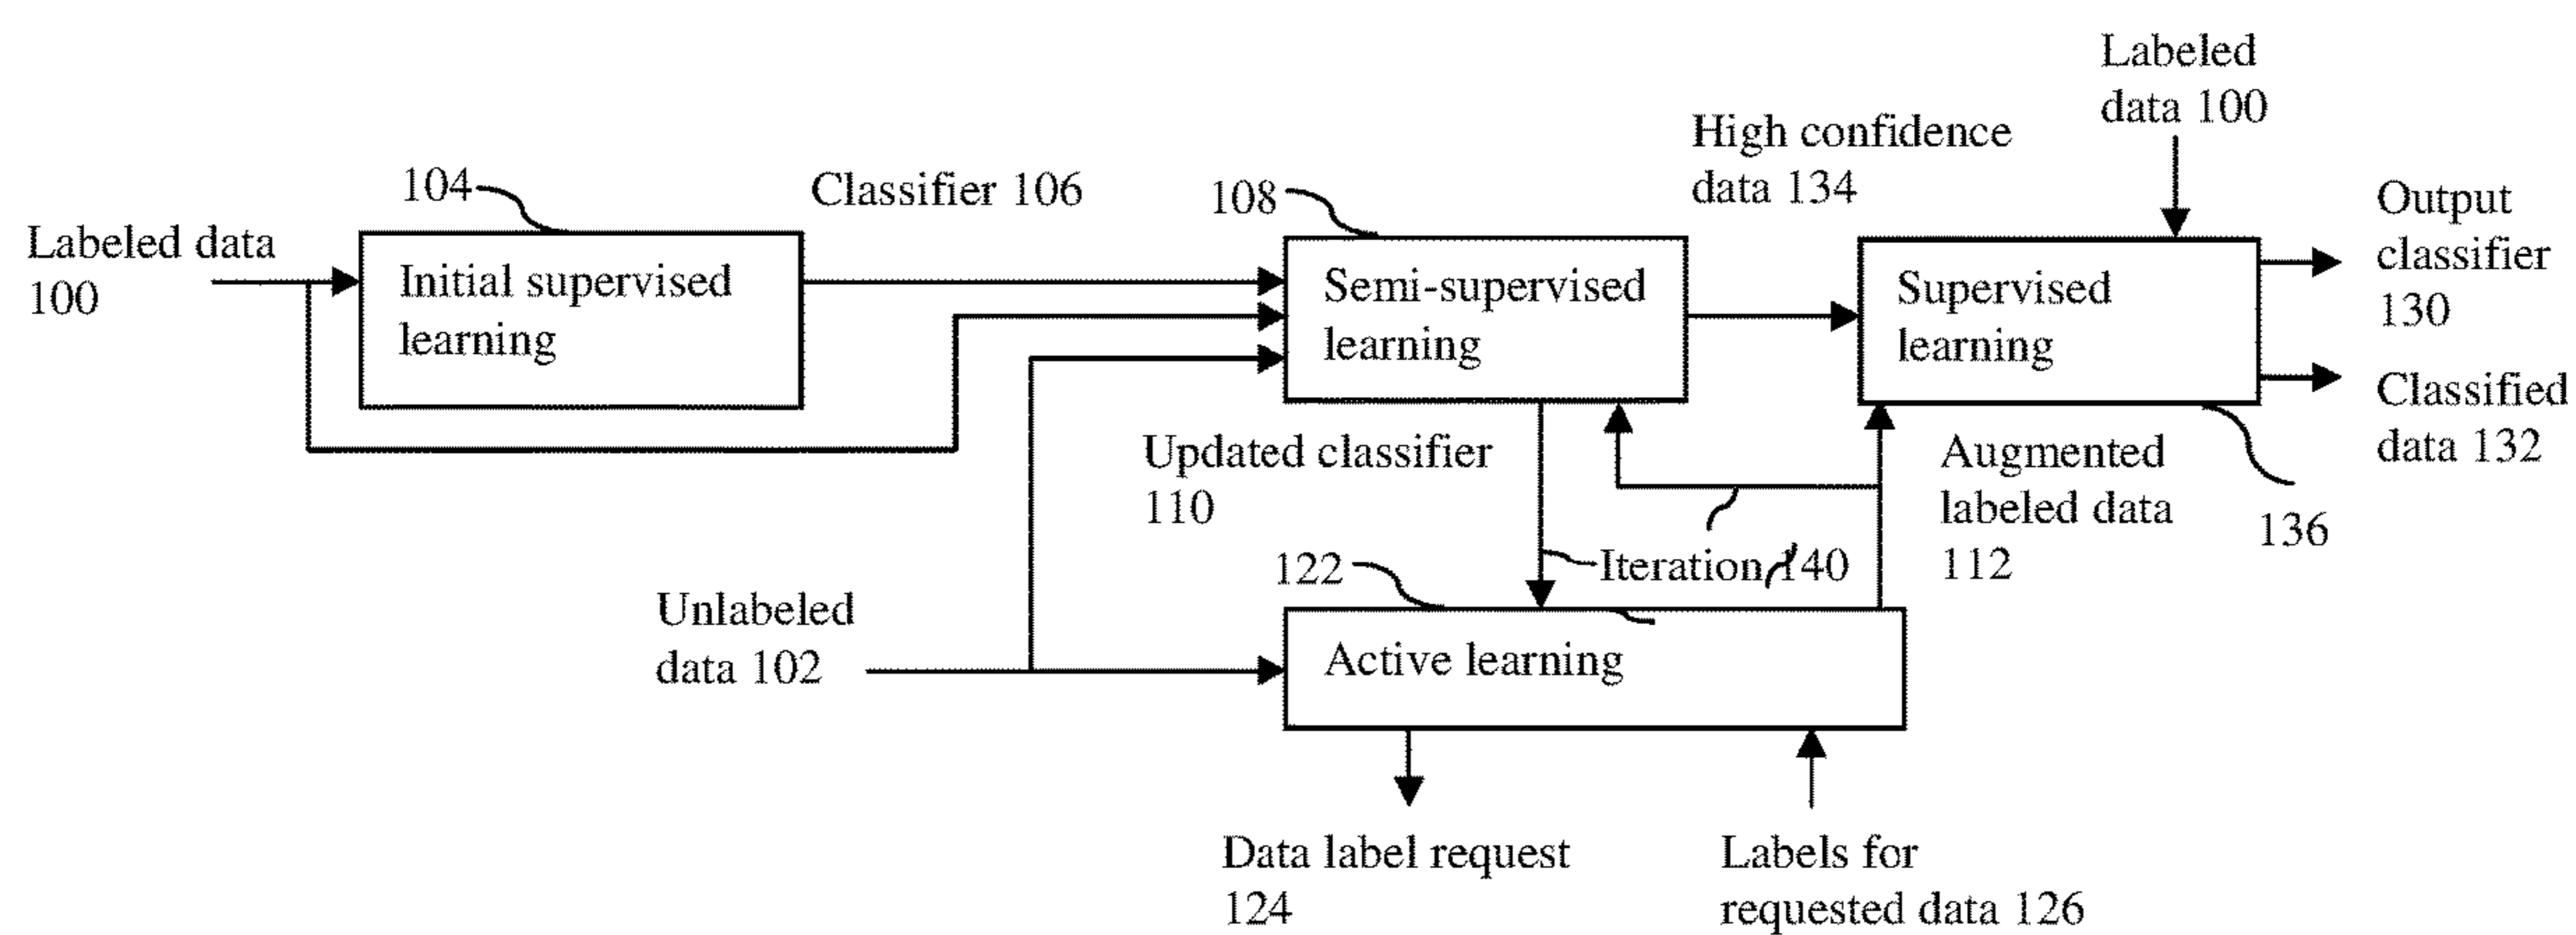 Labeled
data 100
High confidence
data 134
104
Classifier 106
108
Output
classifier
130
Labeled data
100
Initial supervised
learning
Semi-supervised
learning
Supervised
learning
Classified
data 132
Updated classifier
110
Augmented
labeled data
112
136
122
Iteration 140
Unlabeled
data 102
Active learning
Data label request
124
Labels for
requested data 126